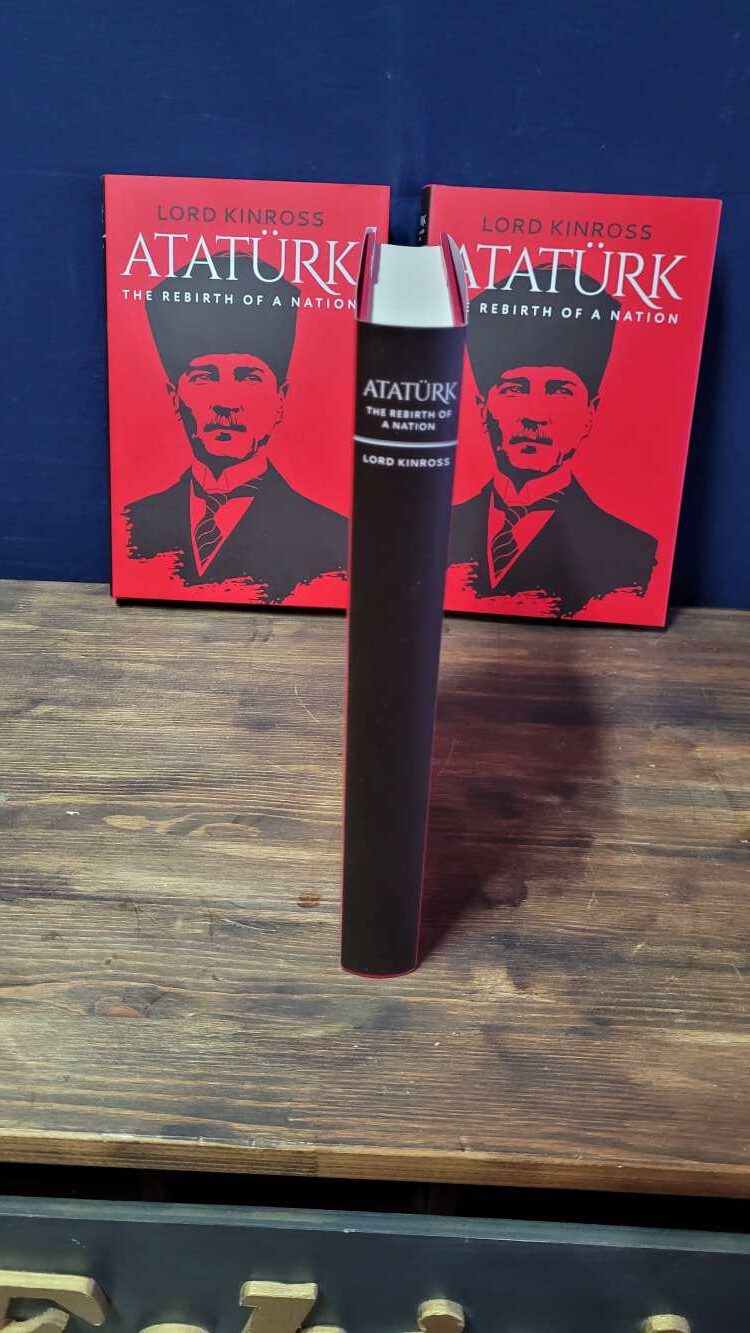 LORD KINROSS
ATATÜRK
THE REBIRTH OF A NATION
LORD KINROSS
ATATÜRK
REBIRTH OF A NATION
ATATÜRK
THE REBIRTH OF
A NATION
LORD KINROSS